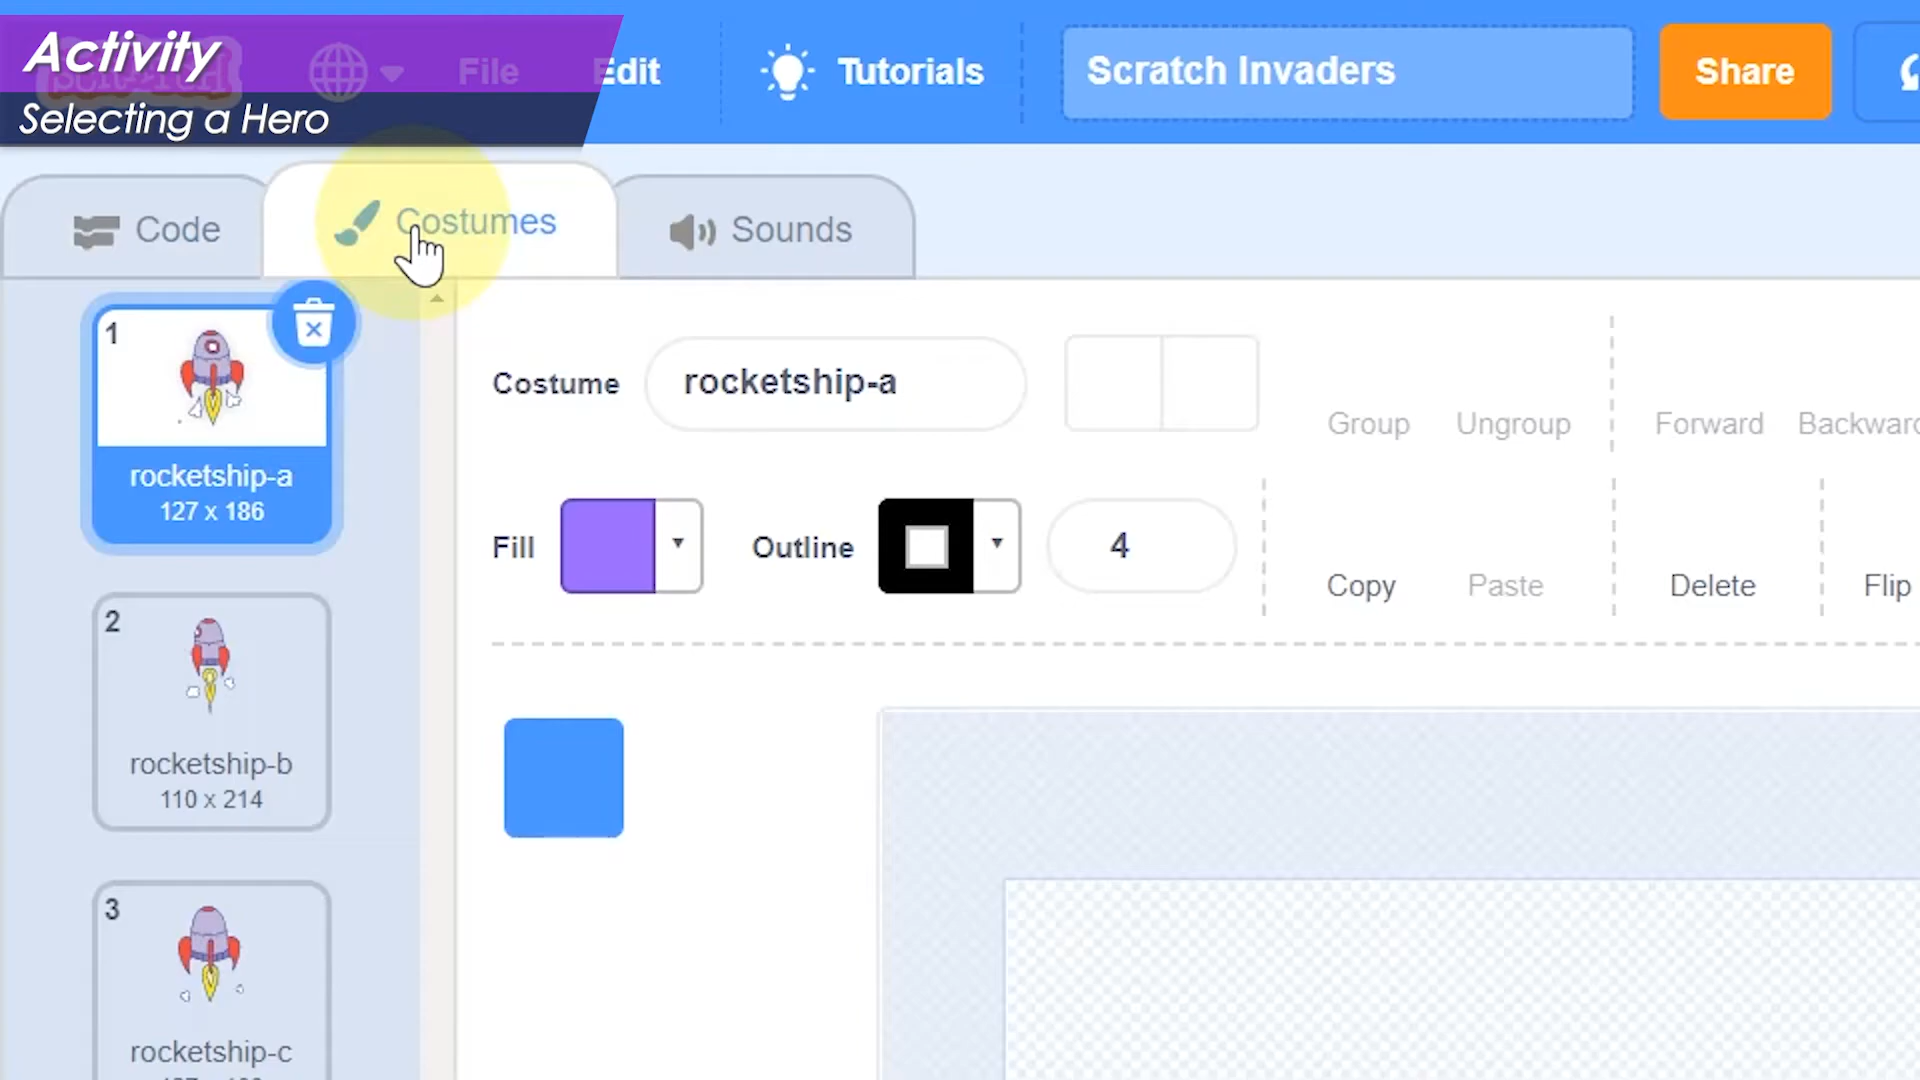 Activity
Selecting a Hero
File
Edit
Tutorials
Scratch Invaders
Share
Code
Costumes
Sounds
1
rocketship-a
127 x 186
2
rocketship-b
110 x 214
3
rocketship-c
Costume
rocketship-a
Group
Ungroup
Forward
Backward
Fill
Outline
4
Copy
Paste
Delete
Flip